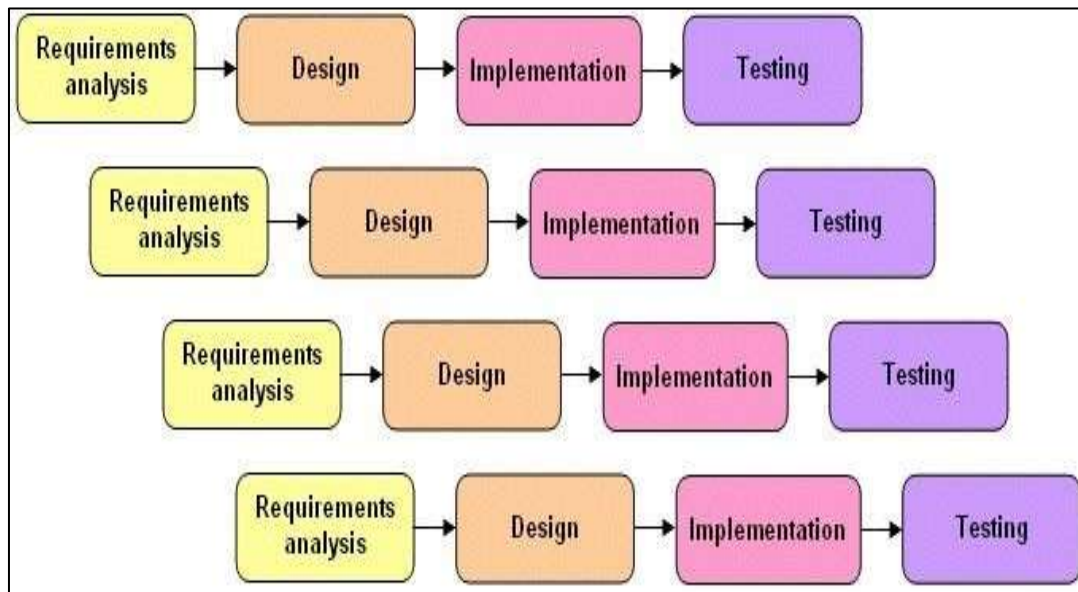 Requirements
analysis
Design
Implementation
Testing
Requirements
analysis
Design
Implementation
Testing
Requirements
analysis
Design
Implementation
Testing
Requirements
analysis
Design
Implementation
Testing